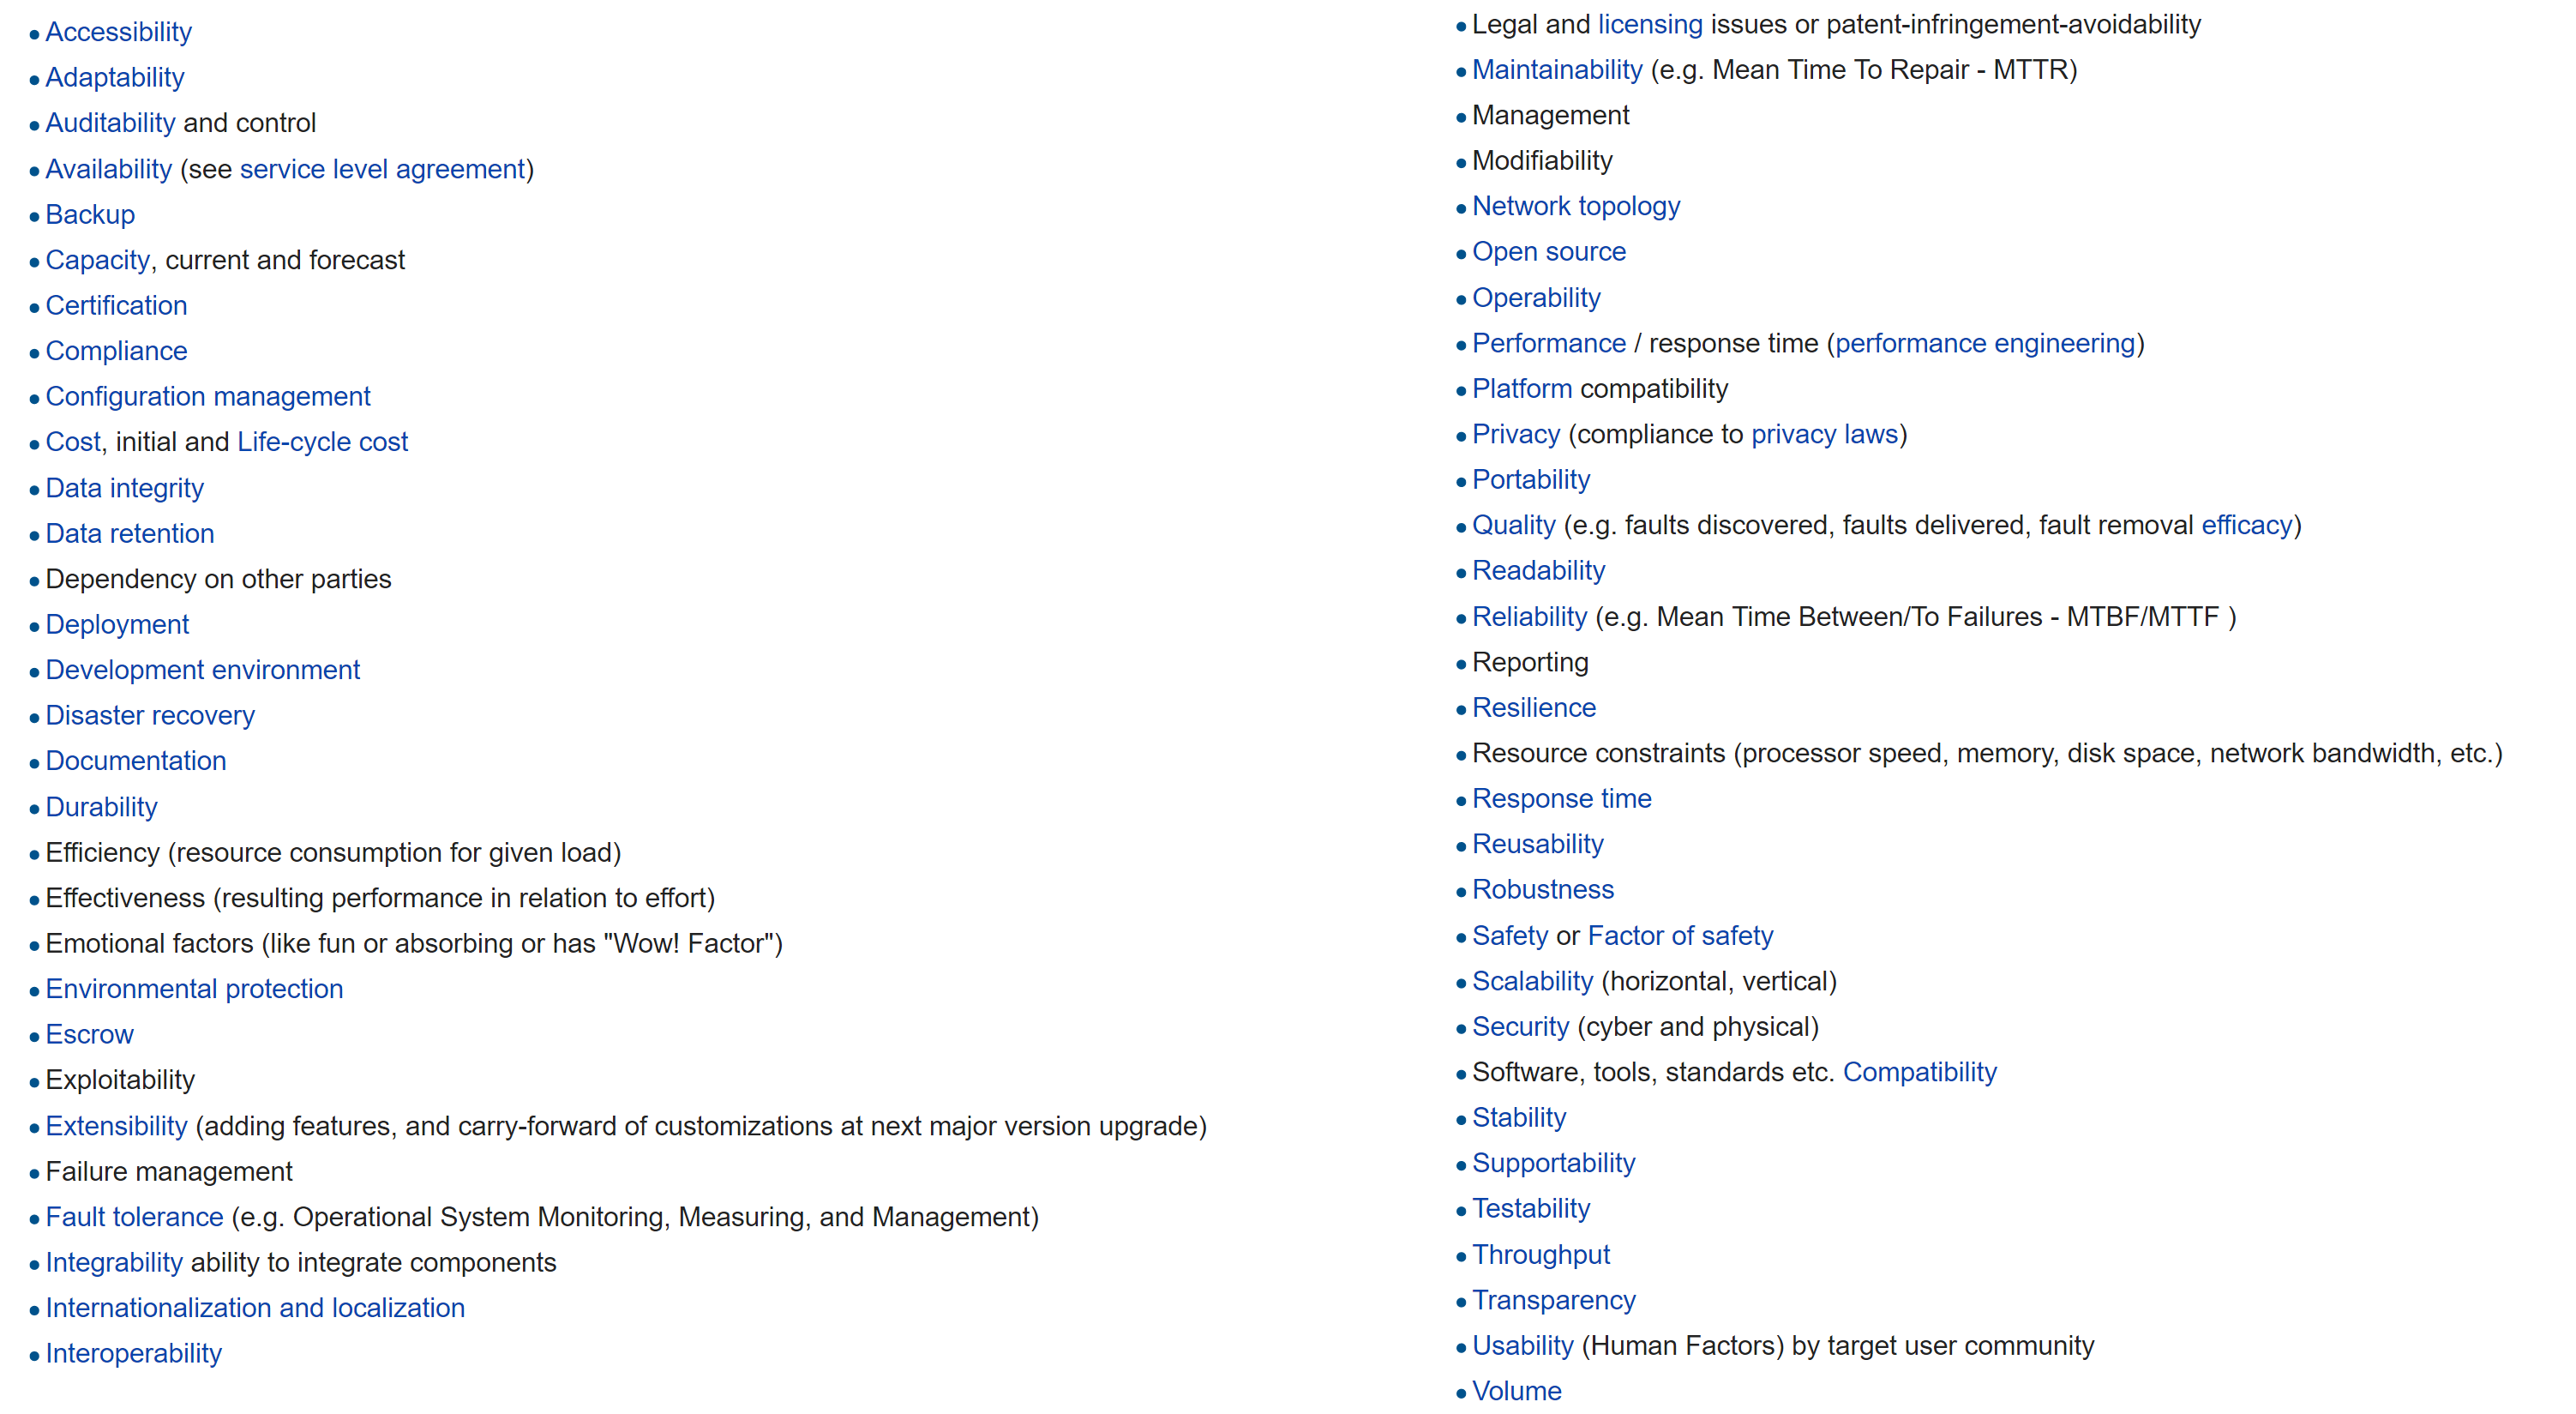 • Accessibility
• Adaptability
• Auditability and control
• Availability (see service level agreement)
• Backup
• Capacity, current and forecast
• Certification
• Compliance
• Configuration management
• Cost, initial and Life-cycle cost
• Data integrity
• Data retention
• Dependency on other parties
• Deployment
• Development environment
• Disaster recovery
• Documentation
• Durability
• Efficiency (resource consumption for given load)
• Effectiveness (resulting performance in relation to effort)
• Emotional factors (like fun or absorbing or has "Wow! Factor")
• Environmental protection
• Escrow
• Exploitability
• Extensibility (adding features, and carry-forward of customizations at next major version upgrade)
• Failure management
• Fault tolerance (e.g. Operational System Monitoring, Measuring, and Management)
• Integrability ability to integrate components
• Internationalization and localization
• Interoperability
• Legal and licensing issues or patent-infringement-avoidability
• Maintainability (e.g. Mean Time To Repair - MTTR)
• Management
• Modifiability
• Network topology
• Open source
• Operability
• Performance / response time (performance engineering)
• Platform compatibility
• Privacy (compliance to privacy laws)
• Portability
• Quality (e.g. faults discovered, faults delivered, fault removal efficacy)
• Readability
• Reliability (e.g. Mean Time Between/To Failures - MTBF/MTTF )
• Reporting
• Resilience
• Resource constraints (processor speed, memory, disk space, network bandwidth, etc.)
• Response time
• Reusability
• Robustness
• Safety or Factor of safety
• Scalability (horizontal, vertical)
• Security (cyber and physical)
• Software, tools, standards etc. Compatibility
• Stability
• Supportability
• Testability
• Throughput
• Transparency
• Usability (Human Factors) by target user community
• Volume